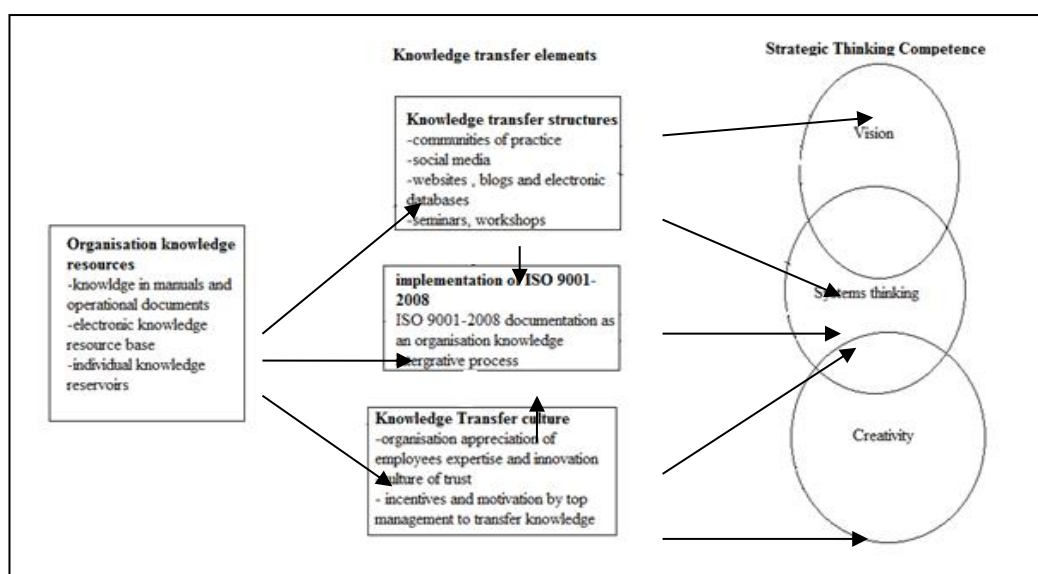 Knowledge transfer elements
Strategic Thinking Competence
Organisation knowledge
resources
-knowldge in manuals and
operational documents
-electronic knowledge
resource base
-individual knowledge
reservoirs
Knowledge transfer structures
-communities of practice
-social media
-websites , blogs and electronic
databases
-seminars, workshops
implementation of ISO 9001-
2008
ISO 9001-2008 documentation as
an organisation knowledge
process
Knowledge Transfer culture
-organisation appreciation of
employees expertise and innovation
culture of trust
- incentives and motivation by top
management to transfer knowledge
Vision
Systems thinking
Creativity